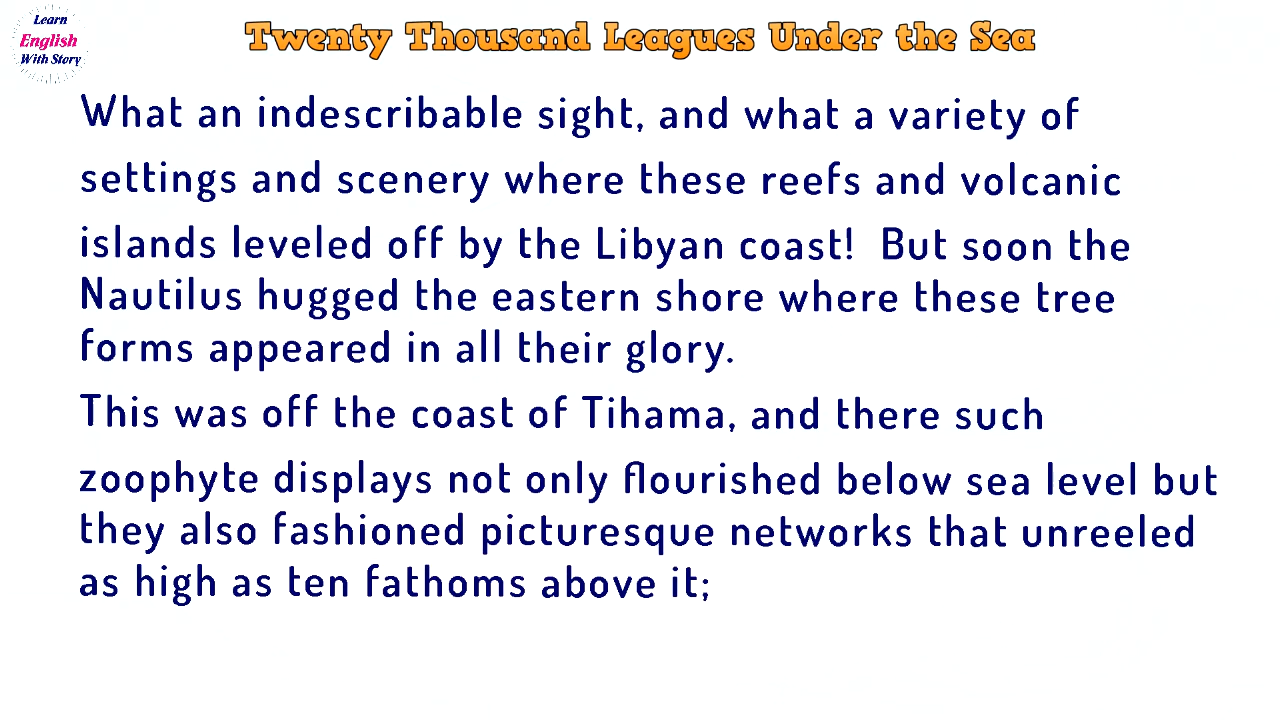 Learn
English
With Story
Twenty Thousand Leagues Under the Sea
What an indescribable sight, and what a variety of
settings and scenery where these reefs and volcanic
islands leveled off by the Libyan coast! But soon the
Nautilus hugged the eastern shore where these tree
forms appeared in all their glory.
This was off the coast of Tihama, and there such
zoophyte displays not only flourished below sea level but
they also fashioned picturesque networks that unreeled
as high as ten fathoms above it;